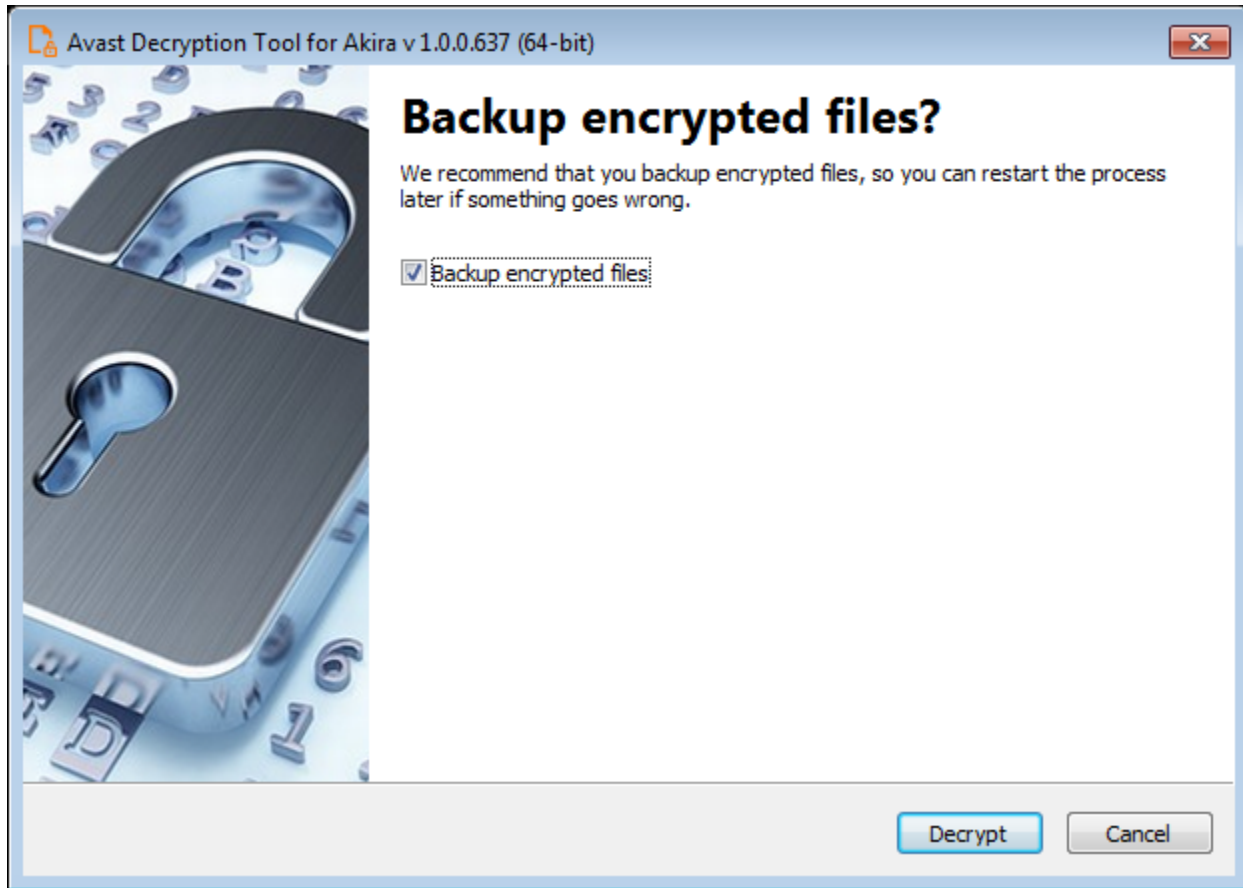 Avast Decryption Tool for Akira v 1.0.0.637 (64-bit)
Backup encrypted files?
We recommend that you backup encrypted files, so you can restart the process
later if something goes wrong.
Backup encrypted files
Decrypt
Cancel